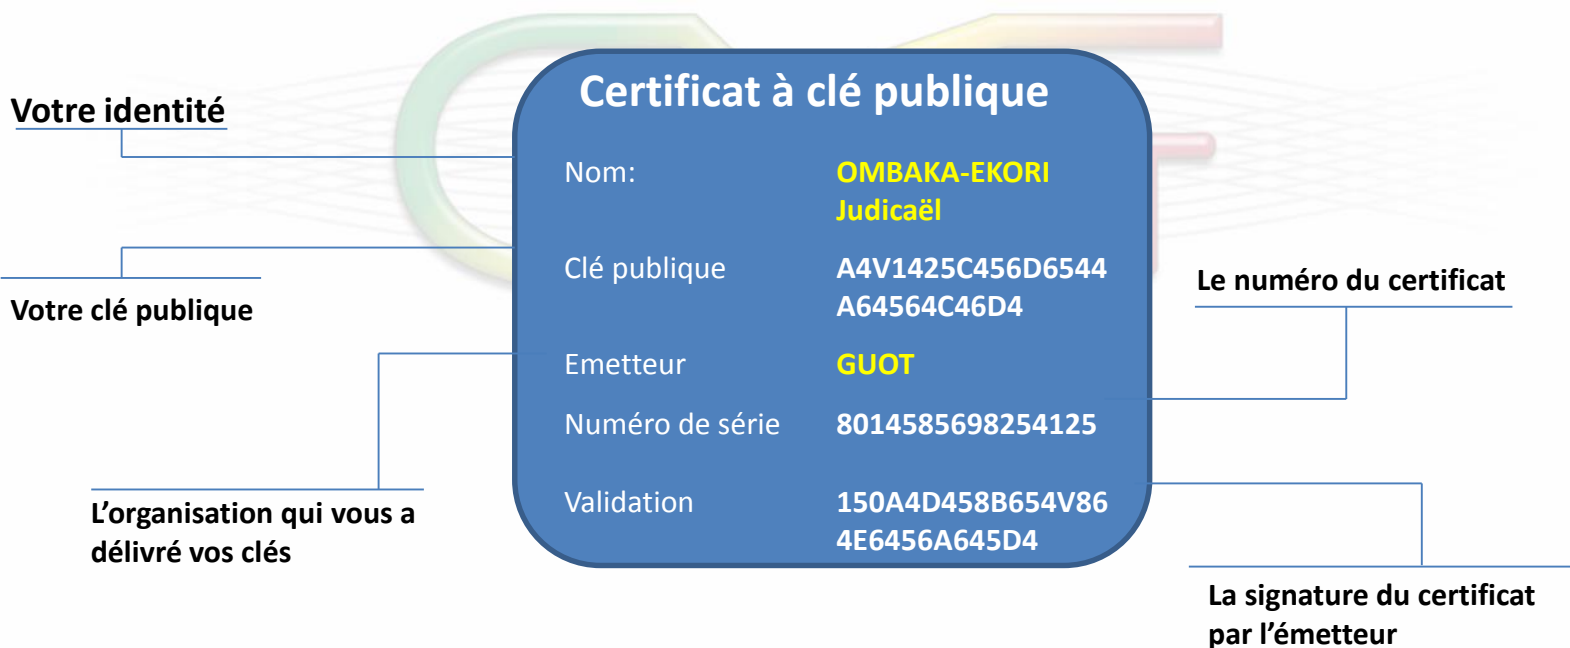 Certificat à clé publique
Votre identité
Nom:
OMBAKA-EKORI
Judicaël
Clé publique
A4V1425C456D6544
A64564C46D4
Votre clé publique
Le numéro du certificat
Emetteur
GUOT
Numéro de série
8014585698254125
L’organisation qui vous a
délivré vos clés
Validation
150A4D458B654V86
4E6456A645D4
La signature du certificat
par l’émetteur